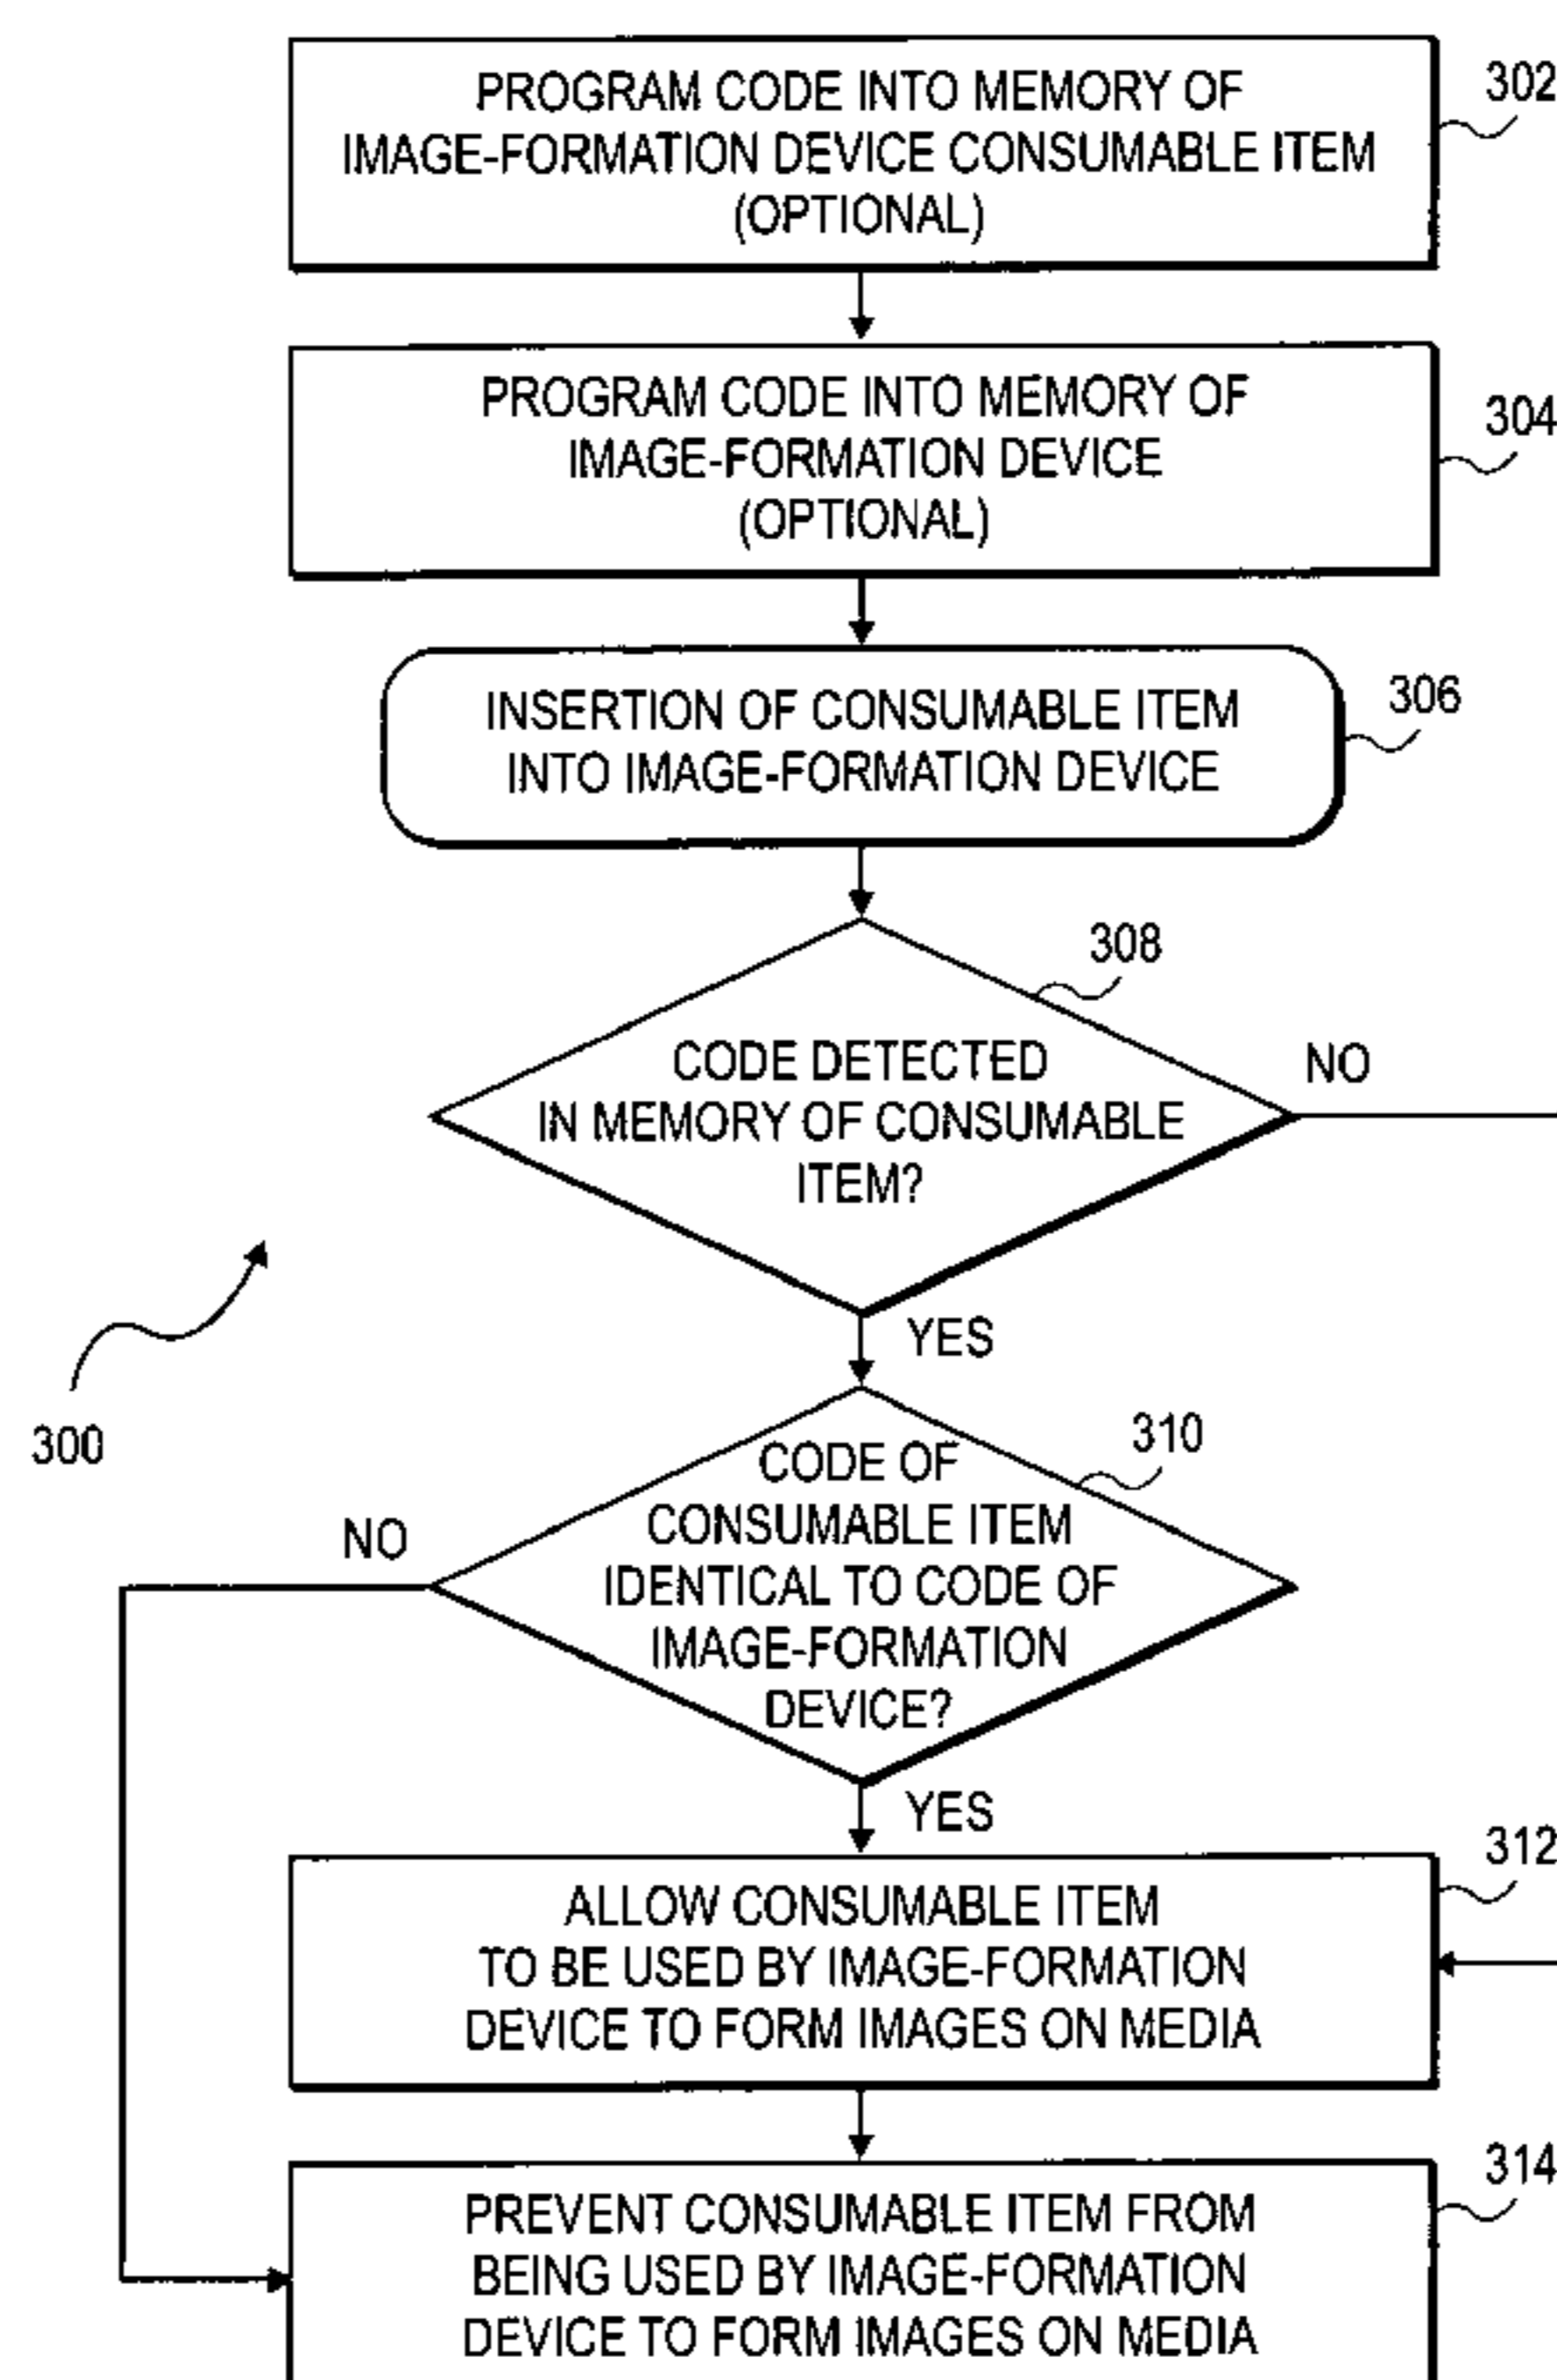 PROGRAM CODE INTO MEMORY OF
IMAGE-FORMATION DEVICE CONSUMABLE ITEM
(OPTIONAL)
302
PROGRAM CODE INTO MEMORY OF
IMAGE-FORMATION DEVICE
(OPTIONAL)
304
INSERTION OF CONSUMABLE ITEM
INTO IMAGE-FORMATION DEVICE
306
308
CODE DETECTED
IN MEMORY OF CONSUMABLE
ITEM?
NO
YES
300
310
CODE OF
CONSUMABLE ITEM
IDENTICAL TO CODE OF
IMAGE-FORMATION
DEVICE?
NO
YES
312
ALLOW CONSUMABLE ITEM
TO BE USED BY IMAGE-FORMATION
DEVICE TO FORM IMAGES ON MEDIA
314
PREVENT CONSUMABLE ITEM FROM
BEING USED BY IMAGE-FORMATION
DEVICE TO FORM IMAGES ON MEDIA